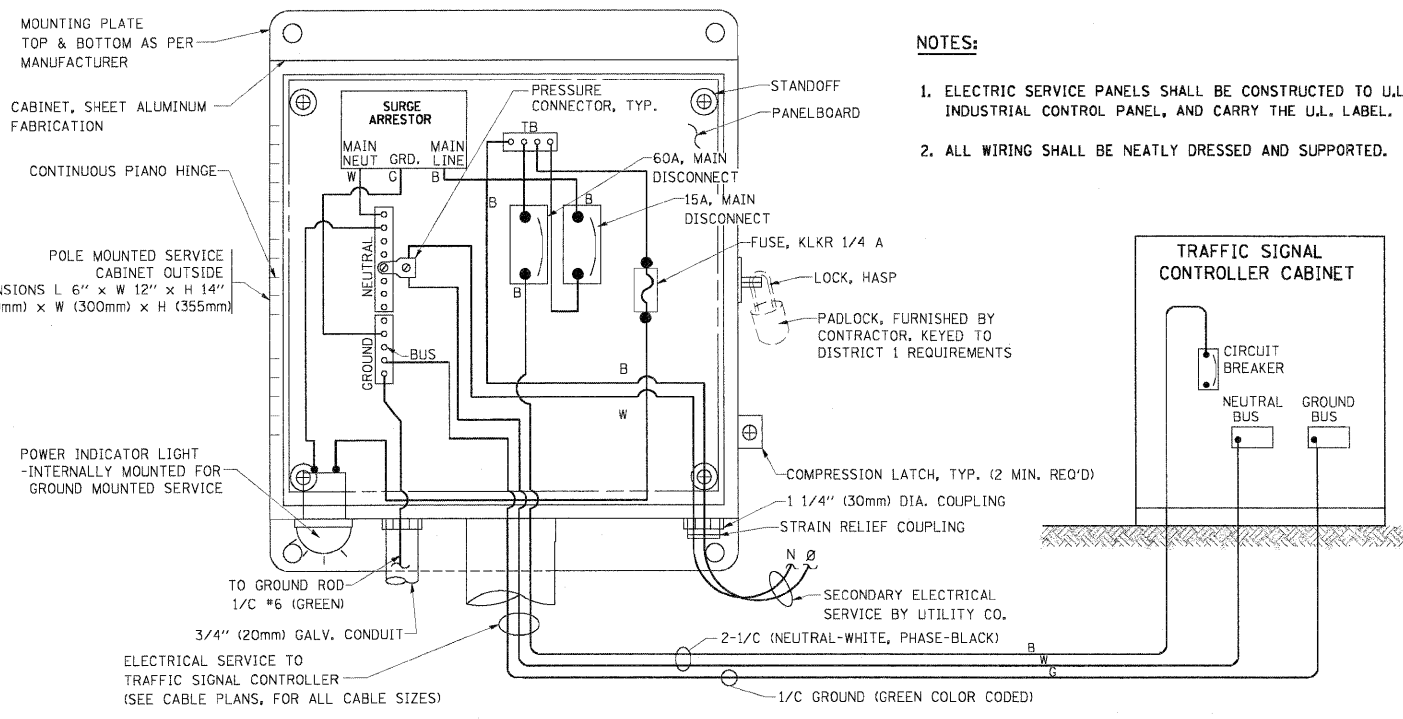 MOUNTING PLATE
TOP & BOTTOM AS PER
MANUFACTURER
CABINET, SHEET ALUMINUM
FABRICATION
CONTINUOUS PIANO HINGE
POLE MOUNTED SERVICE
CABINET OUTSIDE
NSIONS L 6" x W 12" x H 14"
mm) x W (300mm) x H (355mm)
POWER INDICATOR LIGHT
-INTERNALLY MOUNTED FOR
GROUND MOUNTED SERVICE
SURGE
ARRESTOR
MAIN
NEUT
GRD.
MAIN
LINE
W
G
B
PRESSURE
CONNECTOR, TYP.
TB
STANDOFF
PANELBOARD
60A, MAIN
DISCONNECT
15A, MAIN
DISCONNECT
B
B
B
FUSE, KLKR 1/4 A
LOCK, HASP
PADLOCK, FURNISHED BY
CONTRACTOR. KEYED TO
DISTRICT 1 REQUIREMENTS
NEUTRAL
GROUND
BUS
B
W
COMPRESSION LATCH, TYP. (2 MIN. REQ'D)
1 1/4" (30mm) DIA. COUPLING
STRAIN RELIEF COUPLING
N Ø
SECONDARY ELECTRICAL
SERVICE BY UTILITY CO.
TO GROUND ROD
1/C #6 (GREEN)
3/4" (20mm) GALV. CONDUIT
ELECTRICAL SERVICE TO
TRAFFIC SIGNAL CONTROLLER
(SEE CABLE PLANS, FOR ALL CABLE SIZES)
2-1/C (NEUTRAL-WHITE, PHASE-BLACK)
1/C GROUND (GREEN COLOR CODED)
B
W
G
NOTES:
1. ELECTRIC SERVICE PANELS SHALL BE CONSTRUCTED TO U.L
INDUSTRIAL CONTROL PANEL, AND CARRY THE U.L. LABEL.
2. ALL WIRING SHALL BE NEATLY DRESSED AND SUPPORTED.
TRAFFIC SIGNAL
CONTROLLER CABINET
CIRCUIT
BREAKER
NEUTRAL
BUS
GROUND
BUS